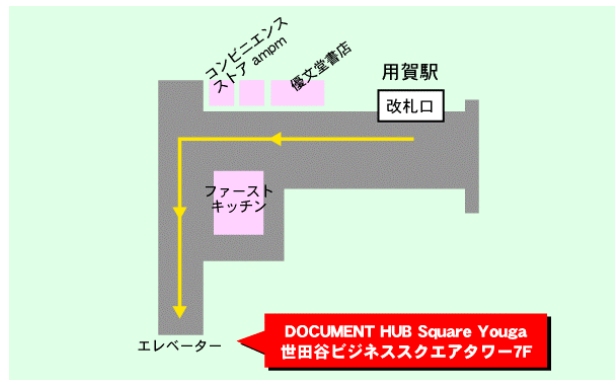 コンビニエンス
ストア ampm
優文堂書店
用賀駅
改札口
ファースト
キッチン
エレベーター
DOCUMENT HUB Square Youga
世田谷ビジネススクエアタワー7F